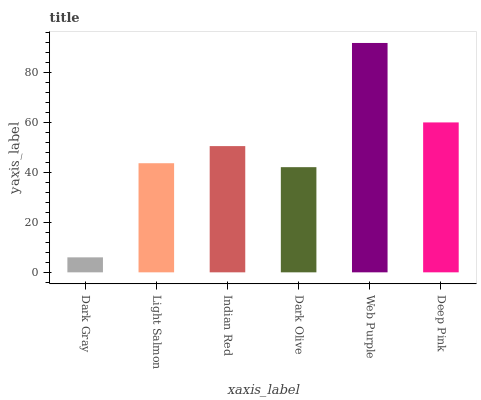 title
yaxis_label
80
60
40
20
0
Dark Gray
Light Salmon
Indian Red
Dark Olive
Web Purple
Deep Pink
xaxis_label